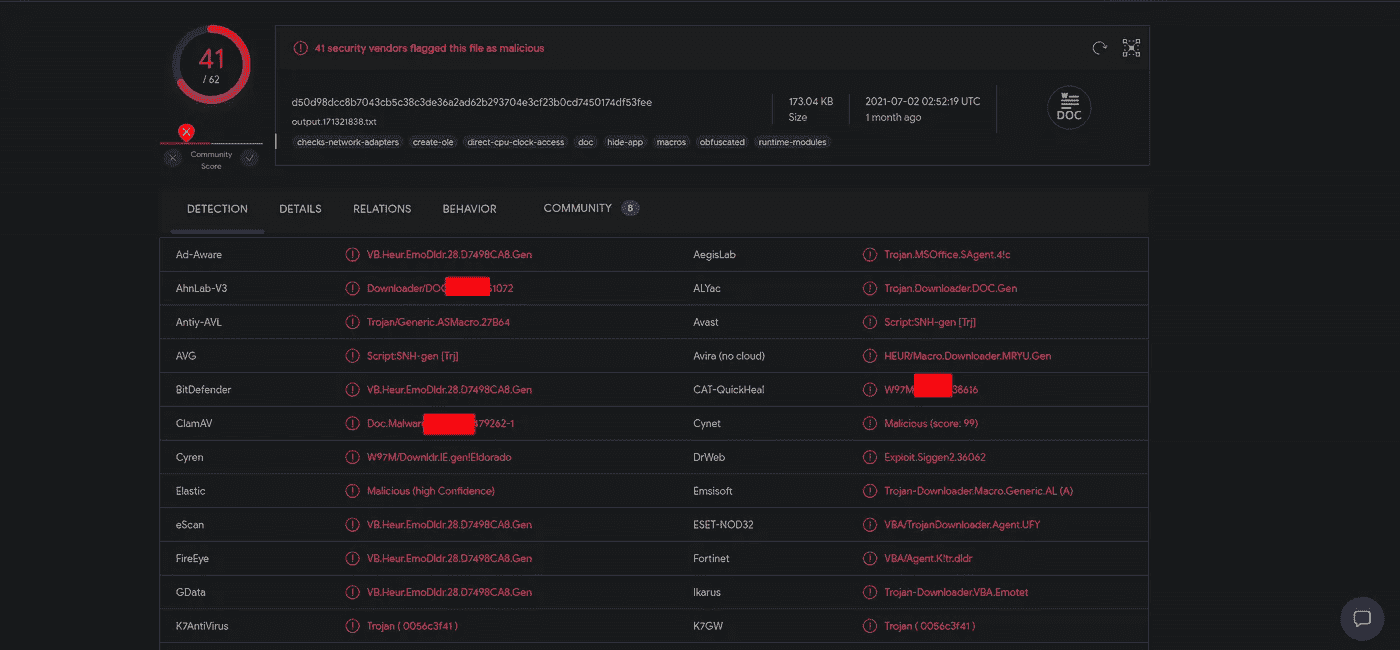 41
/ 62
41 security vendors flagged this file as malicious
d50d98dcc8b7043cb5c38c3de36a2ad62b293704e3cf23b0cd7450174df53fee
output.171321838.txt
173.04 KB
Size
2021-07-02 02:52:19 UTC
1 month ago
W
DOC
checks-network-adapters create-ole direct-cpu-clock-access doc hide-app macros obfuscated runtime-modules
Community
Score
DETECTION DETAILS RELATIONS BEHAVIOR COMMUNITY 8
Ad-Aware VB.Heur.EmoDldr.28.D7498CA8.Gen AegisLab Trojan.MSOffice.SAgent.4!c
AhnLab-V3 Downloader/DOC 1072 ALYac Trojan.Downloader.DOC.Gen
Antiy-AVL Trojan/Generic.ASMacro.27B64 Avast Script:SNH-gen [Trj]
AVG Script:SNH-gen [Trj] Avira (no cloud) HEUR/Macro.Downloader.MRYU.Gen
BitDefender VB.Heur.EmoDldr.28.D7498CA8.Gen CAT-QuickHeal W97M 38616
ClamAV Doc.Malwar 479262-1 Cynet Malicious (score: 99)
Cyren W97M/Downldr.IE.gen!Eldorado DrWeb Exploit.Siggen2.36062
Elastic Malicious (high Confidence) Emsisoft Trojan-Downloader.Macro.Generic.AL (A)
eScan VB.Heur.EmoDldr.28.D7498CA8.Gen ESET-NOD32 VBA/TrojanDownloader.Agent.UFY
FireEye VB.Heur.EmoDldr.28.D7498CA8.Gen Fortinet VBA/Agent.K!tr.dldr
GData VB.Heur.EmoDldr.28.D7498CA8.Gen Ikarus Trojan-Downloader.VBA.Emotet
K7AntiVirus Trojan ( 0056c3f41 ) K7GW Trojan ( 0056c3f41 )